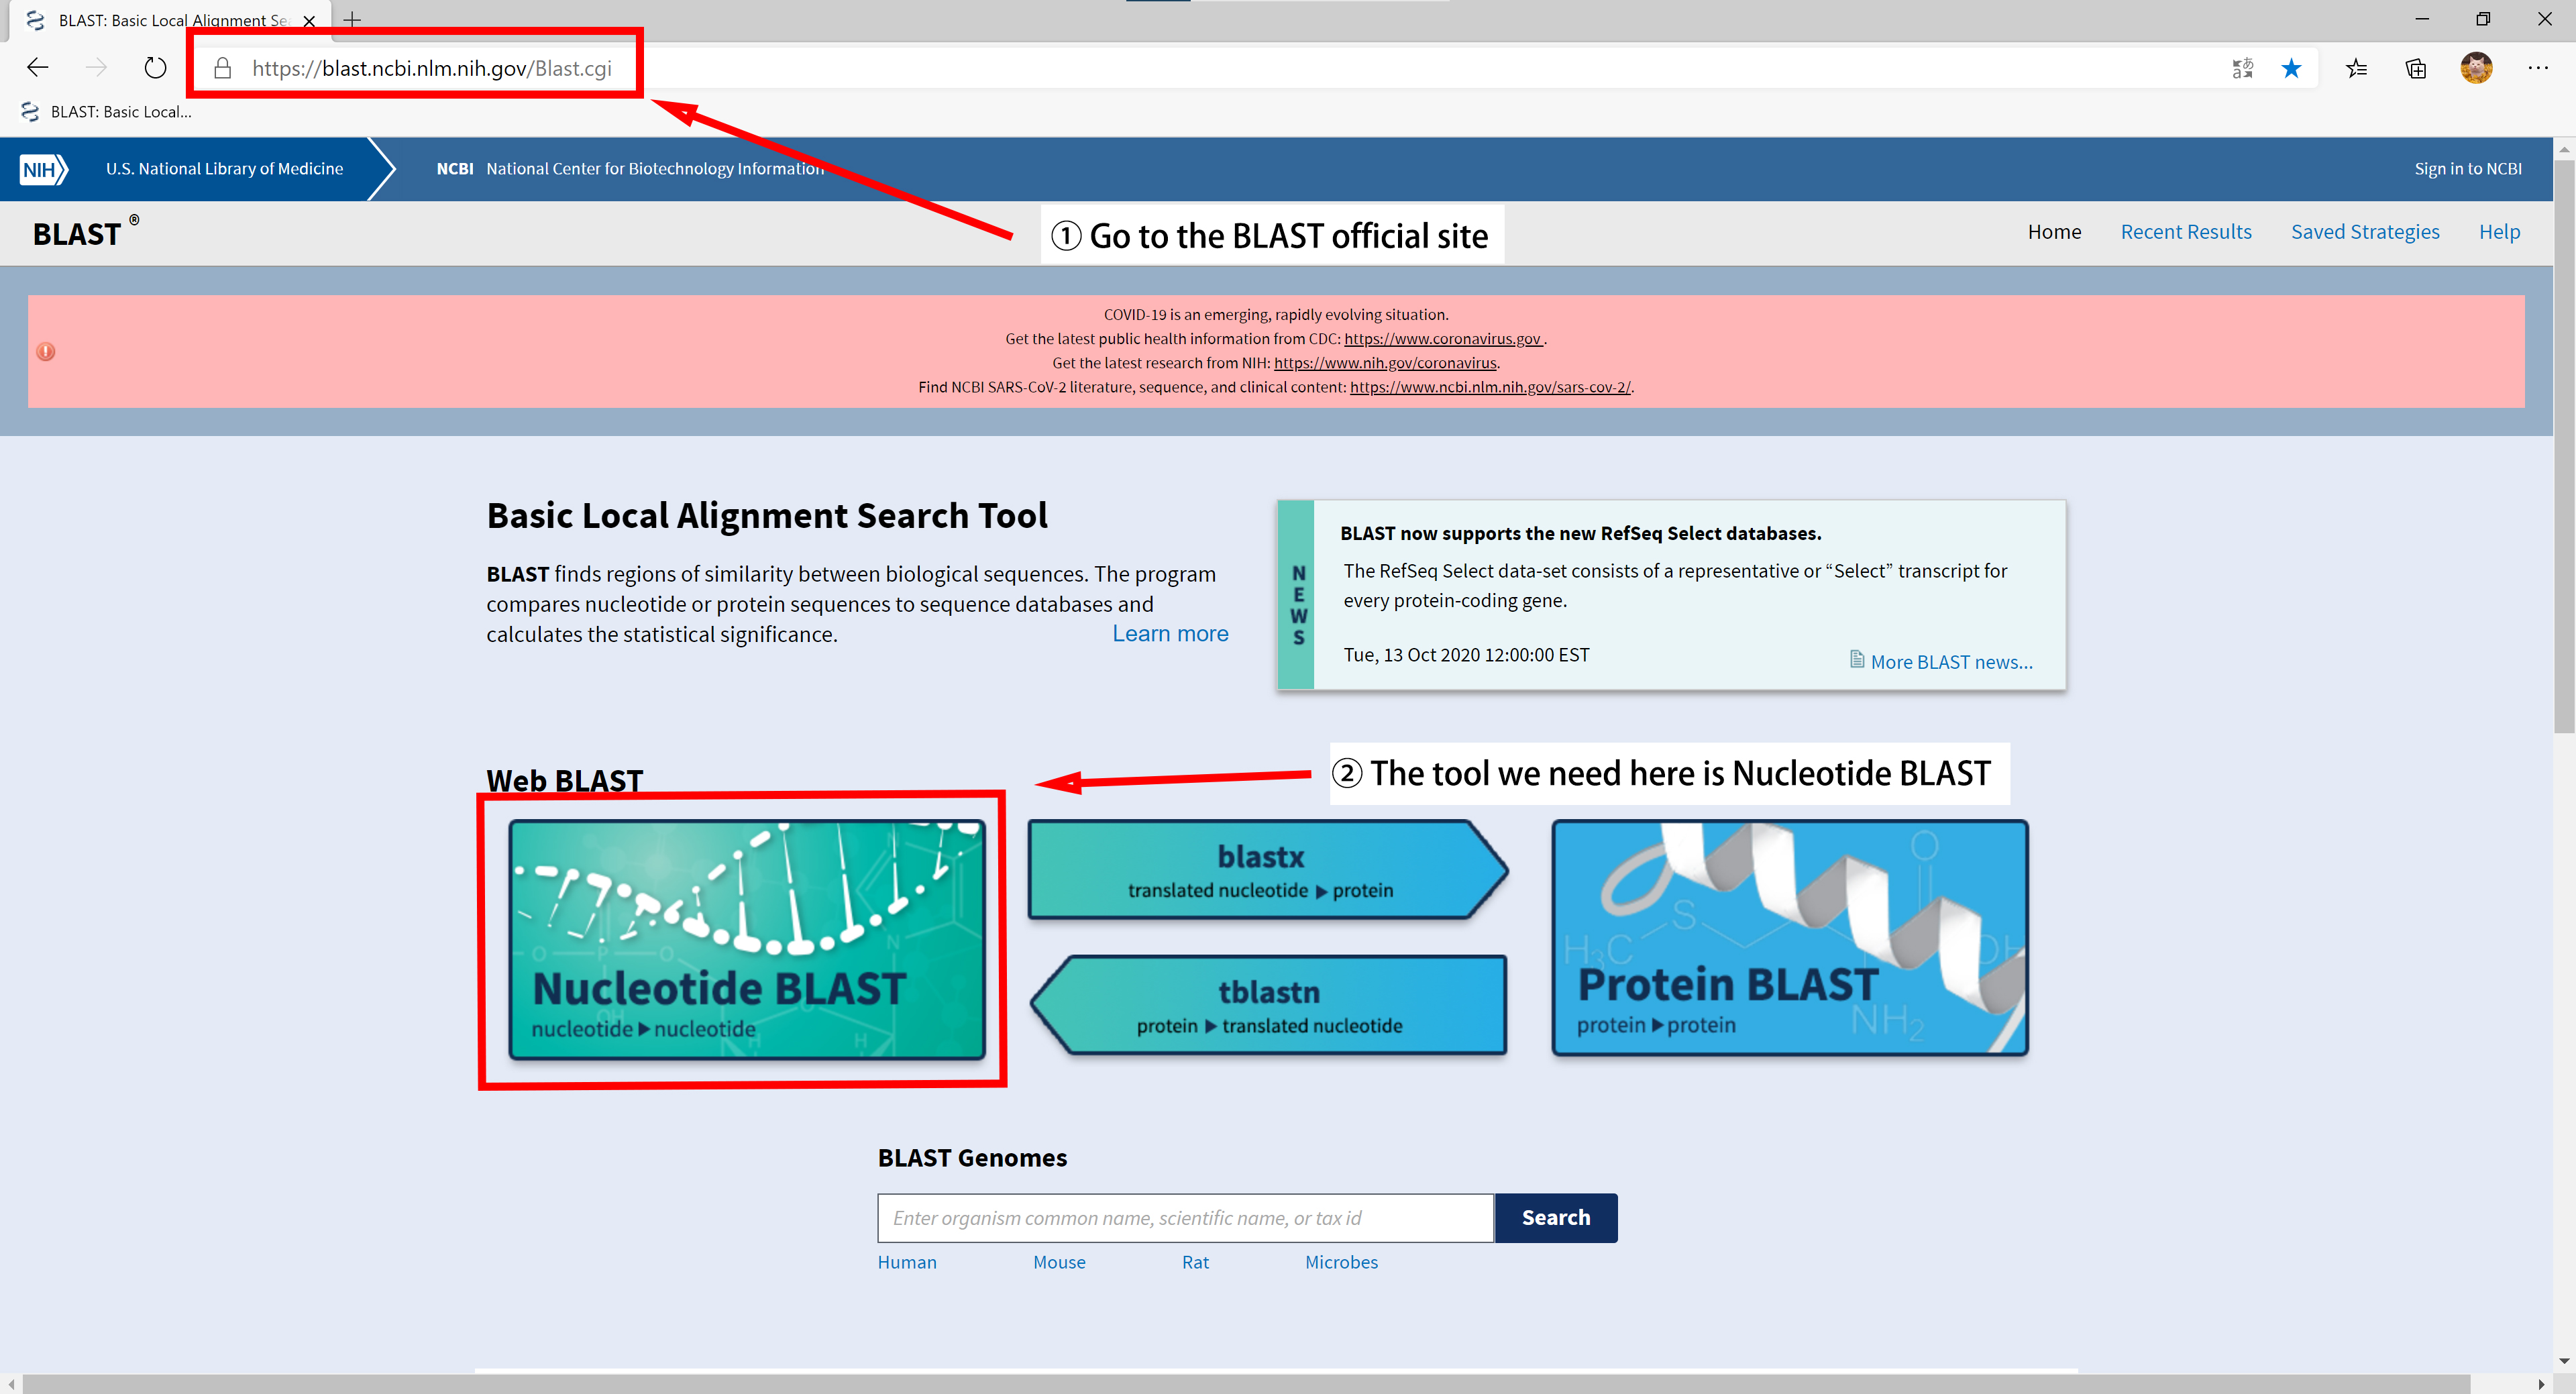 BLAST: Basic Local Alignment Se
https://blast.ncbi.nlm.nih.gov/Blast.cgi
BLAST: Basic Local...
NIH U.S. National Library of Medicine NCBI National Center for Biotechnology Information Sign in to NCBI
① Go to the BLAST official site
BLAST ® Home Recent Results Saved Strategies Help
COVID-19 is an emerging, rapidly evolving situation.
Get the latest public health information from CDC: https://www.coronavirus.gov .
Get the latest research from NIH: https://www.nih.gov/coronavirus.
Find NCBI SARS-CoV-2 literature, sequence, and clinical content: https://www.ncbi.nlm.nih.gov/sars-cov-2/.
Basic Local Alignment Search Tool
BLAST finds regions of similarity between biological sequences. The program
compares nucleotide or protein sequences to sequence databases and
calculates the statistical significance. Learn more
NEWS
BLAST now supports the new RefSeq Select databases.
The RefSeq Select data-set consists of a representative or “Select” transcript for
every protein-coding gene.
Tue, 13 Oct 2020 12:00:00 EST
More BLAST news...
② The tool we need here is Nucleotide BLAST
Web BLAST
Nucleotide BLAST
nucleotide ▶ nucleotide
blastx
translated nucleotide ▶ protein
tblastn
protein ▶ translated nucleotide
H₃C S O OH NH₂
Protein BLAST
protein ▶ protein
BLAST Genomes
Enter organism common name, scientific name, or tax id Search
Human Mouse Rat Microbes